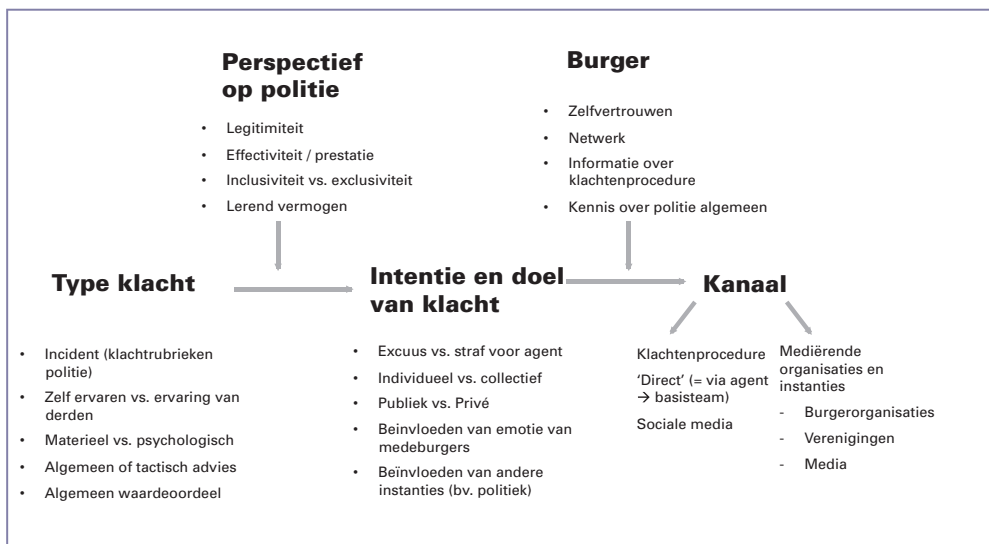 Perspectief
op politie
• Legitimiteit
• Effectiviteit / prestatie
• Inclusiviteit vs. exclusiviteit
• Lerend vermogen
Burger
• Zelfvertrouwen
• Netwerk
• Informatie over
klachtenprocedure
• Kennis over politie algemeen
Type klacht
• Incident (klachtrubrieken
politie)
• Zelf ervaren vs. ervaring van
derden
• Materieel vs. psychologisch
• Algemeen of tactisch advies
• Algemeen waardeoordeel
Intentie en doel
van klacht
• Excuus vs. straf voor agent
• Individueel vs. collectief
• Publiek vs. Privé
• Beinvloeden van emotie van
medeburgers
• Beïnvloeden van andere
instanties (bv. politiek)
Kanaal
Klachtenprocedure
‘Direct’ (= via agent
→ basisteam)
Sociale media
Mediërende
organisaties en
instanties
- Burgerorganisaties
- Verenigingen
- Media